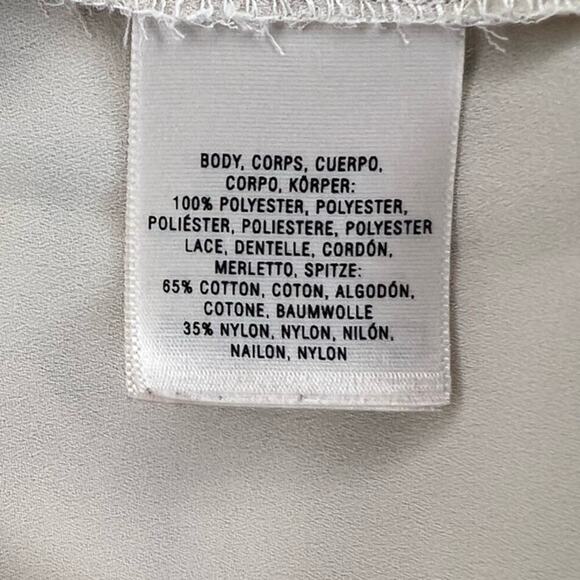 BODY, CORPS, CUERPO,
CORPO, KÖRPER:
100% POLYESTER, POLYESTER,
POLIÉSTER, POLIESTERE, POLYESTER
LACE, DENTELLE, CORDÓN,
MERLETTO, SPITZE:
65% COTTON, COTON, ALGODÓN,
COTONE, BAUMWOLLE
35% NYLON, NYLON, NILÓN,
NAILON, NYLON